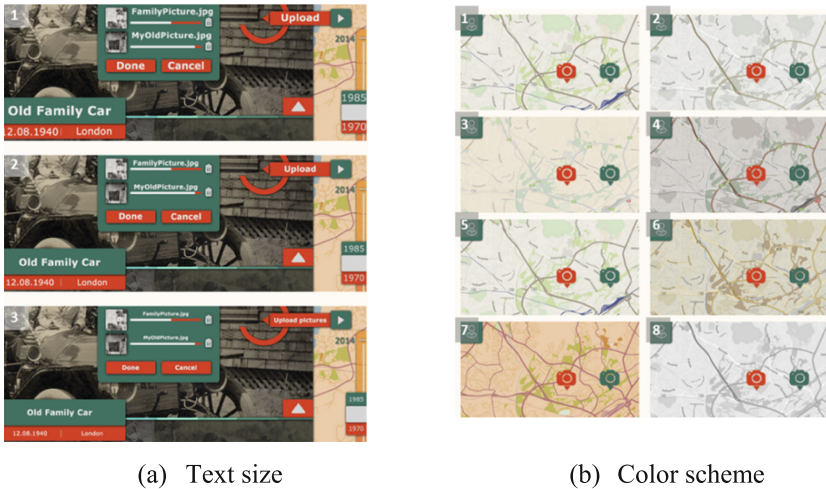 1
FamilyPicture.jpg
MyOldPicture.jpg
Done Cancel
Upload
2014
Old Family Car
12.08.1940 | London
1985
1970
2
FamilyPicture.jpg
MyOldPicture.jpg
Done Cancel
Upload
2014
Old Family Car
12.08.1940 | London
1985
1970
3
FamilyPicture.jpg
MyOldPicture.jpg
Done Cancel
Upload pictures
2014
Old Family Car
12.08.1940 | London
1985
1970
(a) Text size
1 2
3 4
5 6
7 8
(b) Color scheme